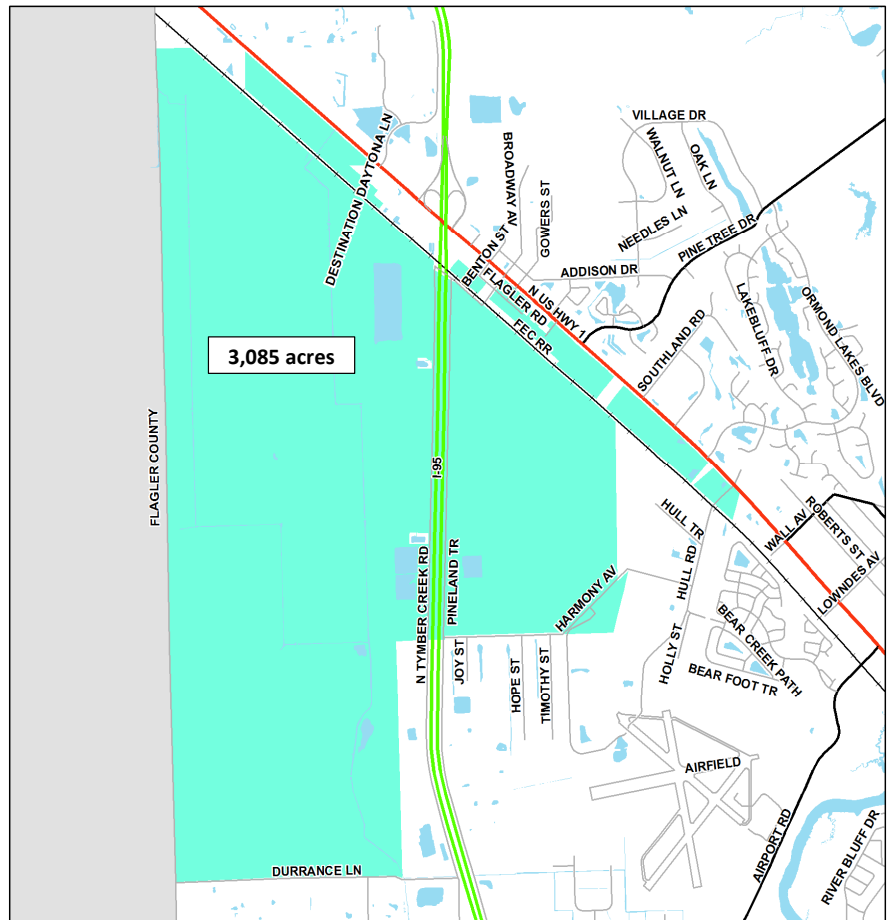 VILLAGE DR
WALNUT LN
OAK LN
DESTINATION DAYTONA LN
BROADWAY AV
GOWERS ST
NEEDLES LN
PINE TREE DR
BENTON ST
ADDISON DR
FLAGLER RD
N US HWY 1
FEC RR
LAKEBLUFF DR
ORMOND LAKES BLVD
SOUTHLAND RD
3,085 acres
FLAGLER COUNTY
I-95
HULL TR
WALL AV
ROBERTS ST
LOWNDES AV
N TYMBER CREEK RD
PINELAND TR
HARMONY AV
HULL RD
JOY ST
HOPE ST
TIMOTHY ST
HOLLY ST
BEAR CREEK PATH
BEAR FOOT TR
AIRFIELD
AIRPORT RD
RIVER BLUFF DR
DURRANCE LN